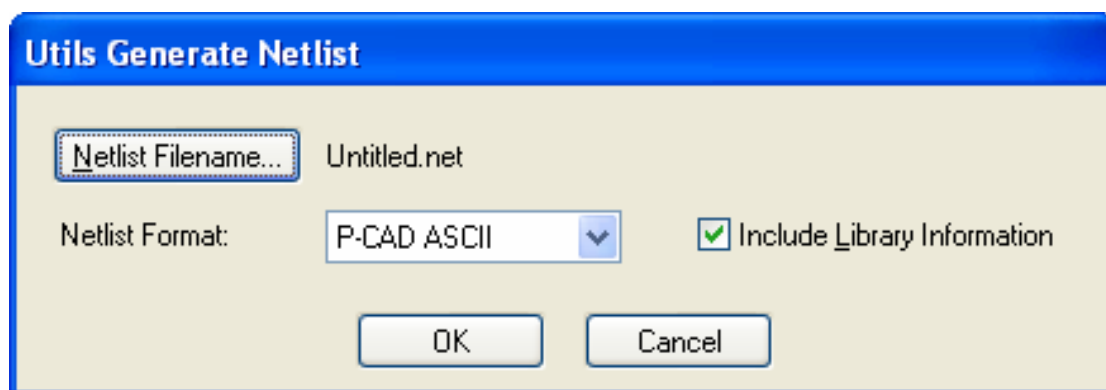 Utils Generate Netlist
Netlist Filename... Untitled.net
Netlist Format: P-CAD ASCII Include Library Information
OK Cancel